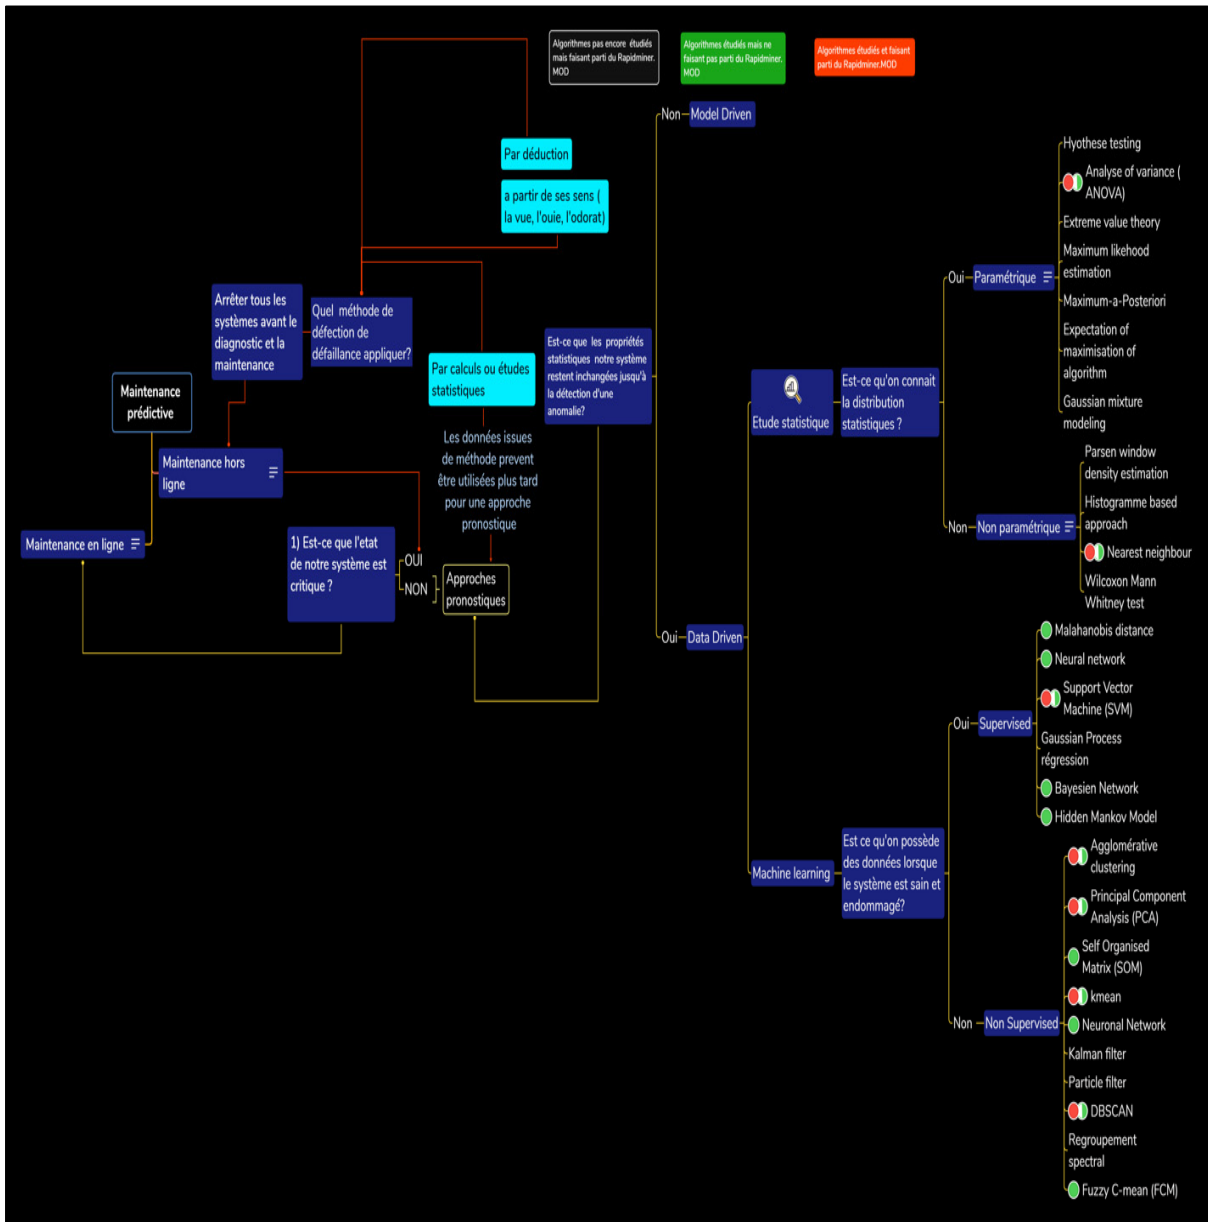 Algorithmes pas encore étudiés
mais faisant parti du Rapidminer.
MOD
Algorithmes étudiés mais ne
faisant pas parti du Rapidminer.
MOD
Algorithmes étudiés et faisant
parti du Rapidminer.MOD
Non
Model Driven
Par déduction
a partir de ses sens (
la vue, l'ouie, l'odorat)
Arrêter tous les
systèmes avant le
diagnostic et la
maintenance
Quel méthode de
défection de
défaillance appliquer?
Par calculs ou études
statistiques
Est-ce que les propriétés
statistiques notre système
restent inchangées jusqu'à
la détection d'une
anomalie?
Maintenance
prédictive
Maintenance hors
ligne
Les données issues
de méthode prevent
être utilisées plus tard
pour une approche
pronostique
Maintenance en ligne
1) Est-ce que l'etat
de notre système est
critique ?
OUI
NON
Approches
pronostiques
Oui
Data Driven
Etude statistique
Est-ce qu'on connait
la distribution
statistiques ?
Oui
Paramétrique
Hyothese testing
Analyse of variance (
ANOVA)
Extreme value theory
Maximum likehood
estimation
Maximum-a-Posteriori
Expectation of
maximisation of
algorithm
Gaussian mixture
modeling
Non
Non paramétrique
Parsen window
density estimation
Histogramme based
approach
Nearest neighbour
Wilcoxon Mann
Whitney test
Machine learning
Est ce qu'on possède
des données lorsque
le système est sain et
endommagé?
Oui
Supervised
Malahanobis distance
Neural network
Support Vector
Machine (SVM)
Gaussian Process
régression
Bayesien Network
Hidden Mankov Model
Non
Non Supervised
Agglomérative
clustering
Principal Component
Analysis (PCA)
Self Organised
Matrix (SOM)
kmean
Neuronal Network
Kalman filter
Particle filter
DBSCAN
Regroupement
spectral
Fuzzy C-mean (FCM)